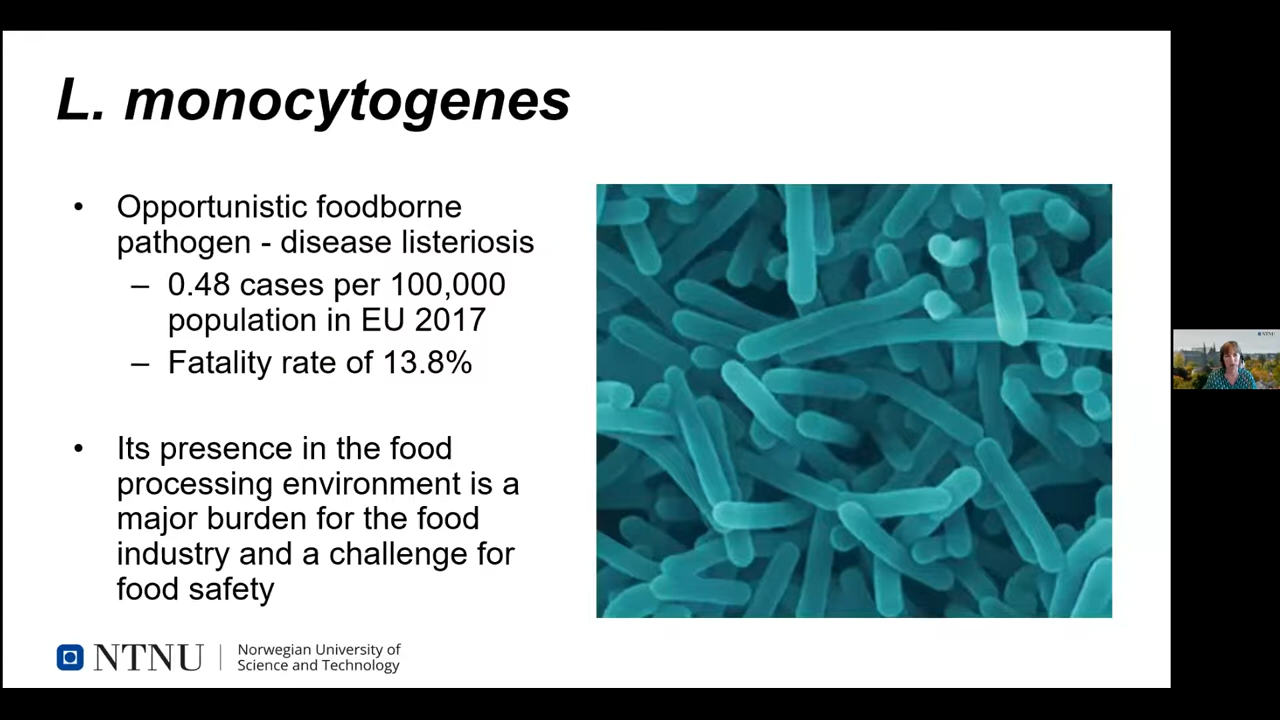 L. monocytogenes
• Opportunistic foodborne
pathogen - disease listeriosis
– 0.48 cases per 100,000
population in EU 2017
– Fatality rate of 13.8%
• Its presence in the food
processing environment is a
major burden for the food
industry and a challenge for
food safety
NTNU
Norwegian University of
Science and Technology
NTNU